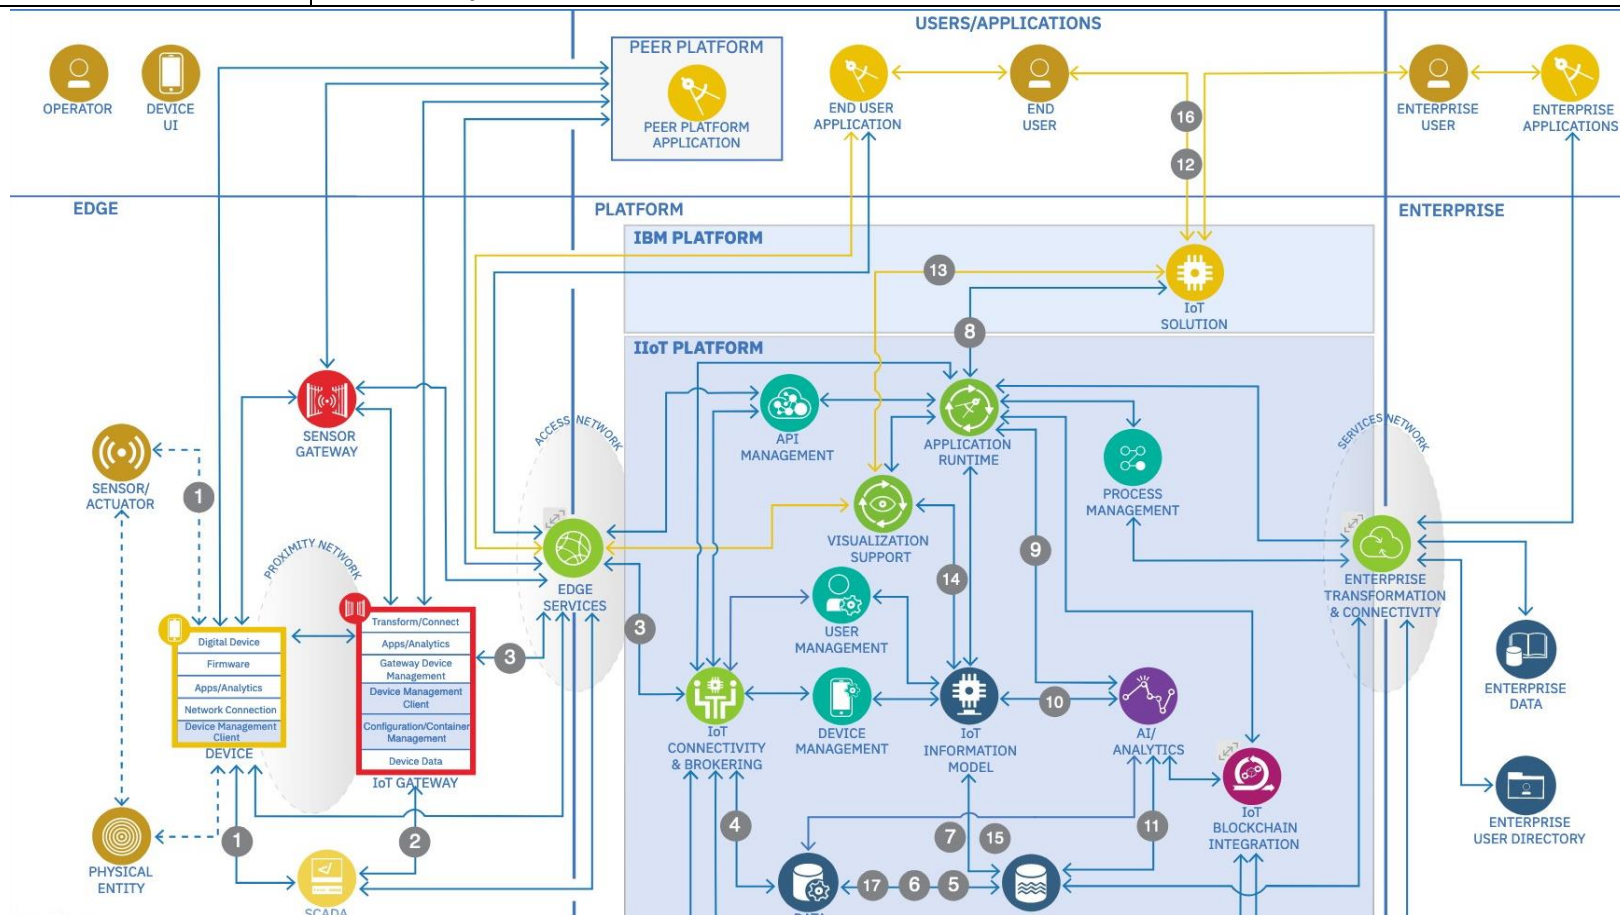 USERS/APPLICATIONS
OPERATOR
DEVICE
UI
PEER PLATFORM
PEER PLATFORM
APPLICATION
END USER
APPLICATION
END
USER
16
12
ENTERPRISE
USER
ENTERPRISE
APPLICATIONS
EDGE
PLATFORM
ENTERPRISE
IBM PLATFORM
13
IoT
SOLUTION
8
IIoT PLATFORM
SENSOR
GATEWAY
ACCESS NETWORK
API
MANAGEMENT
APPLICATION
RUNTIME
PROCESS
MANAGEMENT
SERVICES NETWORK
SENSOR/
ACTUATOR
1
PROXIMITY NETWORK
VISUALIZATION
SUPPORT
9
14
EDGE
SERVICES
ENTERPRISE
TRANSFORMATION
& CONNECTIVITY
USER
MANAGEMENT
3
3
Digital Device
Firmware
Apps/Analytics
Network Connection
Device Management
Client
DEVICE
Transform/Connect
Apps/Analytics
Gateway Device
Management
Device Management
Client
Configuration/Container
Management
Device Data
IoT GATEWAY
IoT
CONNECTIVITY
& BROKERING
DEVICE
MANAGEMENT
IoT
INFORMATION
MODEL
10
AI/
ANALYTICS
ENTERPRISE
DATA
IoT
BLOCKCHAIN
INTEGRATION
ENTERPRISE
USER DIRECTORY
PHYSICAL
ENTITY
1
2
4
7
15
11
17
6
5
SCADA
DATA